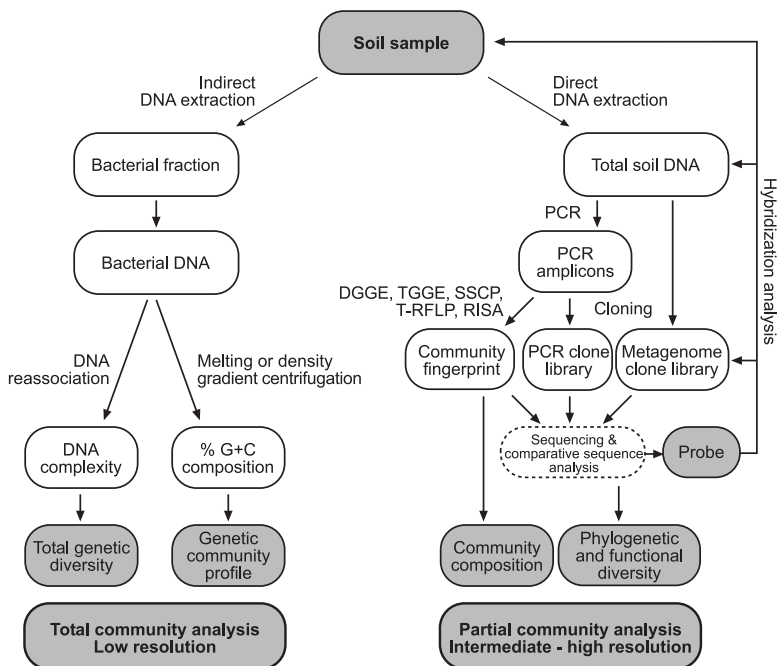 Soil sample
Indirect
DNA extraction
Direct
DNA extraction
Bacterial fraction
Total soil DNA
Hybridization analysis
PCR
Bacterial DNA
PCR
amplicons
DGGE, TGGE, SSCP,
T-RFLP, RISA
Cloning
DNA
reassociation
Melting or density
gradient centrifugation
Community
fingerprint
PCR clone
library
Metagenome
clone library
DNA
complexity
% G+C
composition
Sequencing &
comparative sequence
analysis
Probe
Total genetic
diversity
Genetic
community
profile
Community
composition
Phylogenetic
and functional
diversity
Total community analysis
Low resolution
Partial community analysis
Intermediate - high resolution